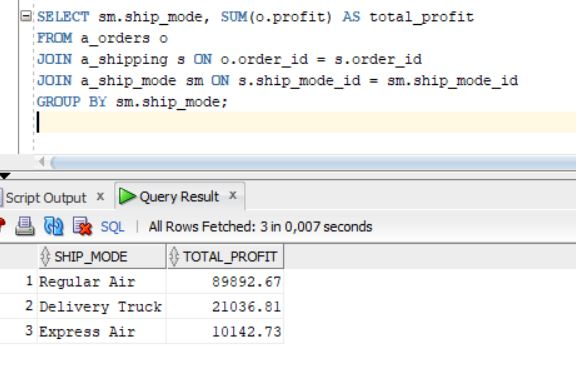 SELECT sm.ship_mode, SUM(o.profit) AS total_profit
FROM a_orders o
JOIN a_shipping s ON o.order_id = s.order_id
JOIN a_ship_mode sm ON s.ship_mode_id = sm.ship_mode_id
GROUP BY sm.ship_mode;
Script Output x Query Result x
SQL | All Rows Fetched: 3 in 0,007 seconds
SHIP_MODE TOTAL_PROFIT
1 Regular Air 89892.67
2 Delivery Truck 21036.81
3 Express Air 10142.73